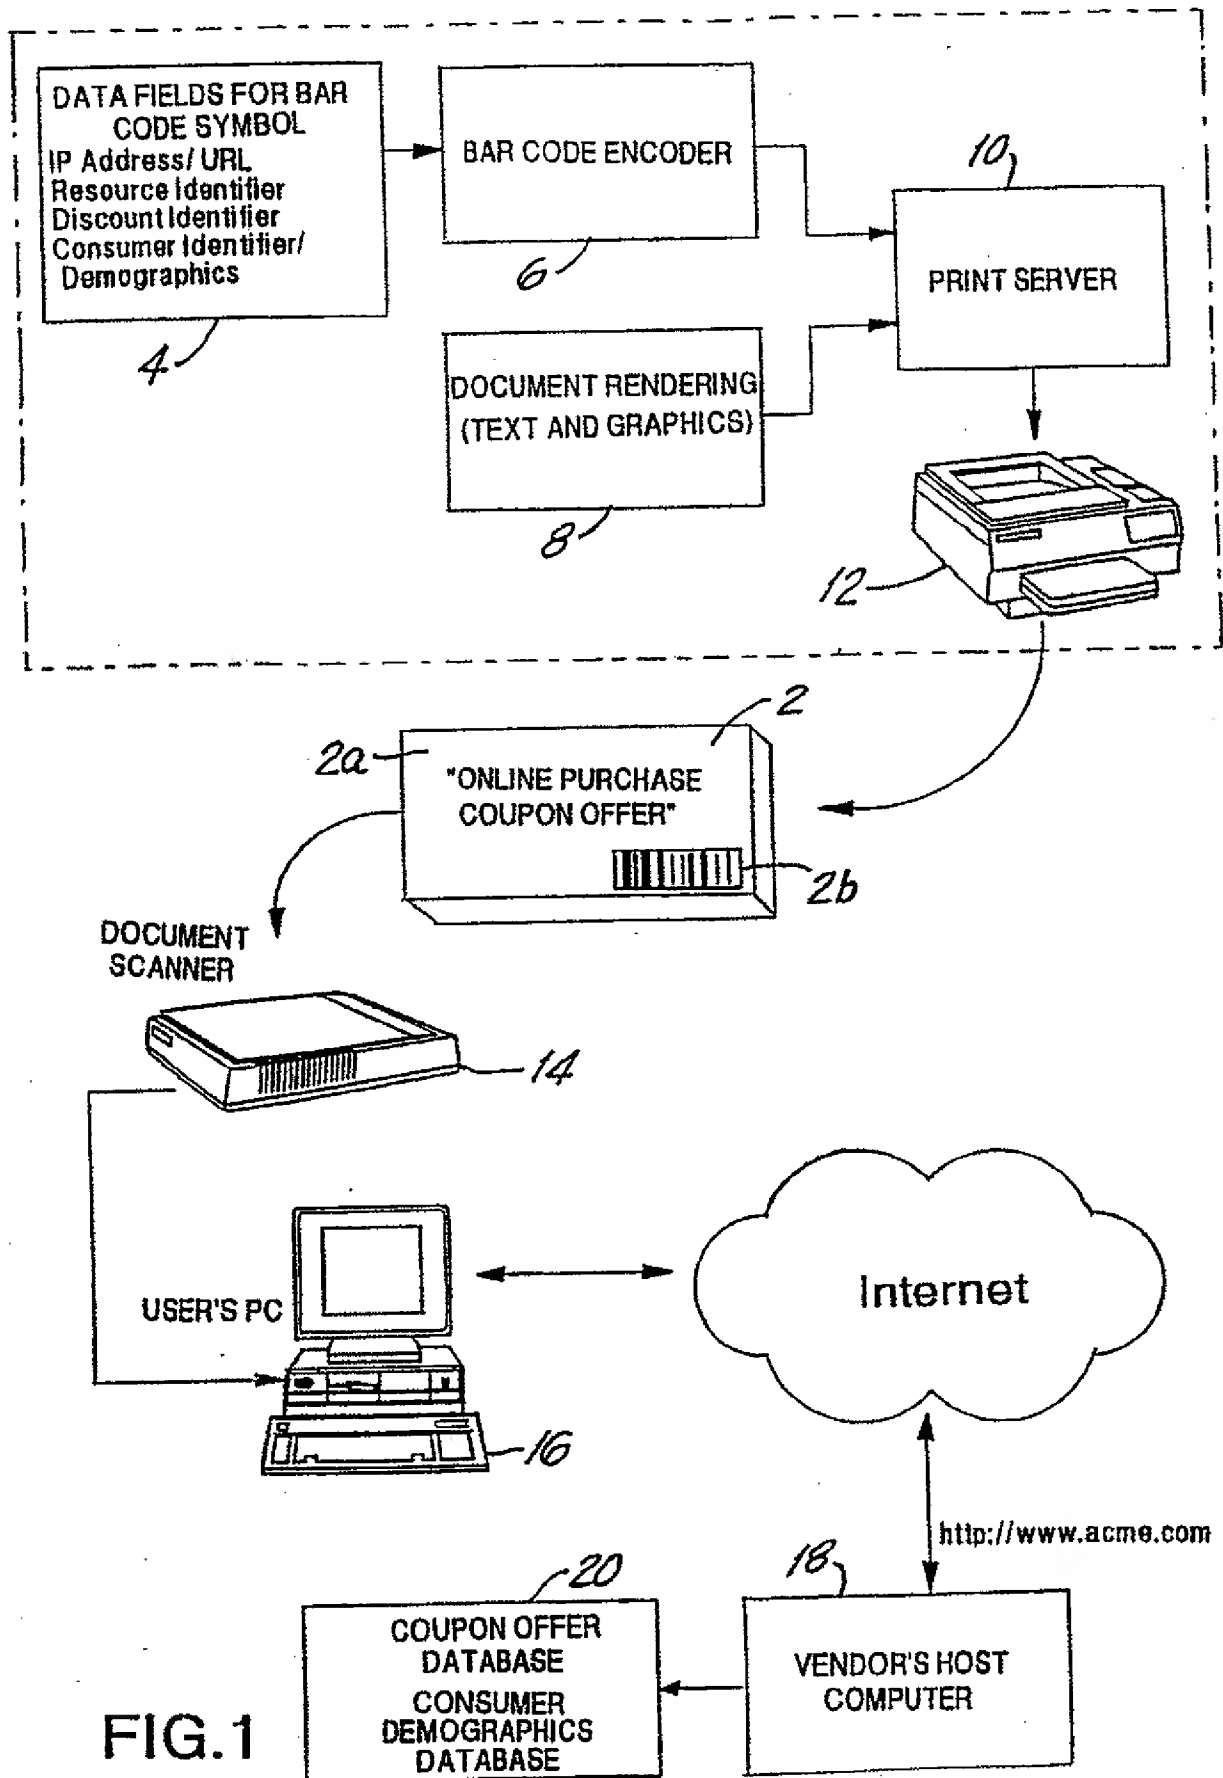 DATA FIELDS FOR BAR
CODE SYMBOL
IP Address/ URL
Resource Identifier
Discount Identifier
Consumer Identifier/
Demographics
4
BAR CODE ENCODER
6
DOCUMENT RENDERING
(TEXT AND GRAPHICS)
8
10
PRINT SERVER
12
2
2a
"ONLINE PURCHASE
COUPON OFFER"
2b
DOCUMENT
SCANNER
14
USER'S PC
16
Internet
http://www.acme.com
18
VENDOR'S HOST
COMPUTER
20
COUPON OFFER
DATABASE
CONSUMER
DEMOGRAPHICS
DATABASE
FIG.1